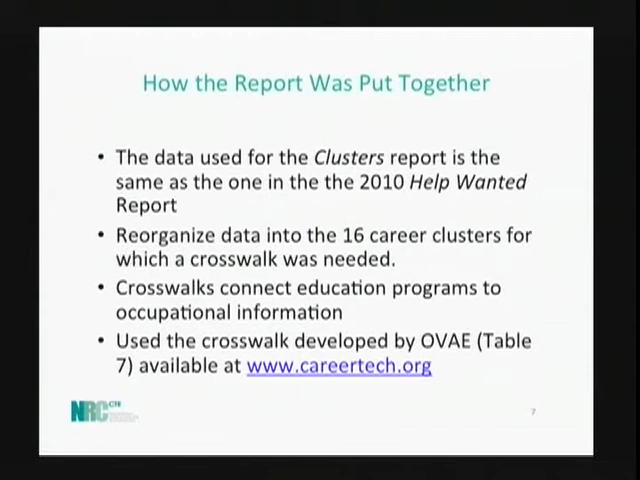 How the Report Was Put Together
• The data used for the Clusters report is the
same as the one in the the 2010 Help Wanted
Report
• Reorganize data into the 16 career clusters for
which a crosswalk was needed.
• Crosswalks connect education programs to
occupational information
• Used the crosswalk developed by OVAE (Table
7) available at www.careertech.org
NRC CTE
7